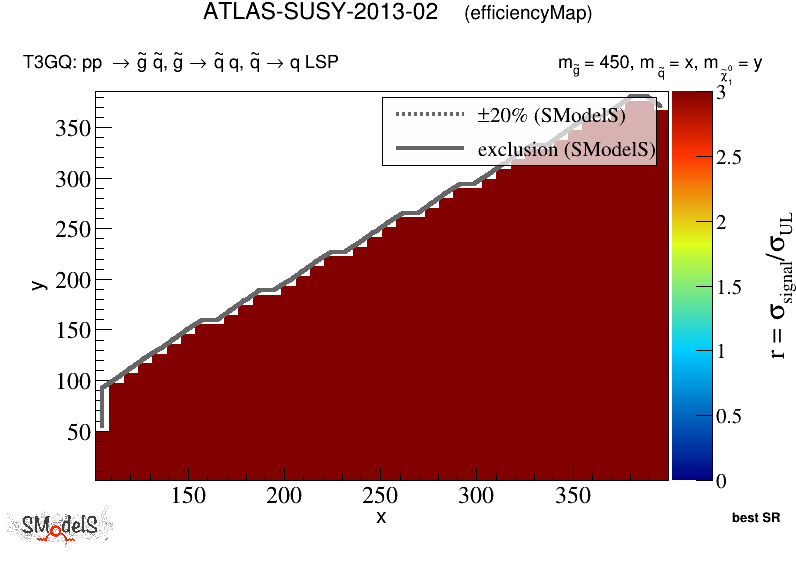 ATLAS-SUSY-2013-02 (efficiencyMap)
T3GQ: pp → g̃ q̃, g̃ → q̃ q, q̃ → q LSP
m_g̃ = 450, m_q̃ = x, m_χ̃₁⁰ = y
±20% (SModelS)
exclusion (SModelS)
350
300
250
200
150
100
50
y
150 200 250 300 350
x
3
2.5
2
1.5
1
0.5
0
r = σ_signal/σ_UL
SModelS
best SR